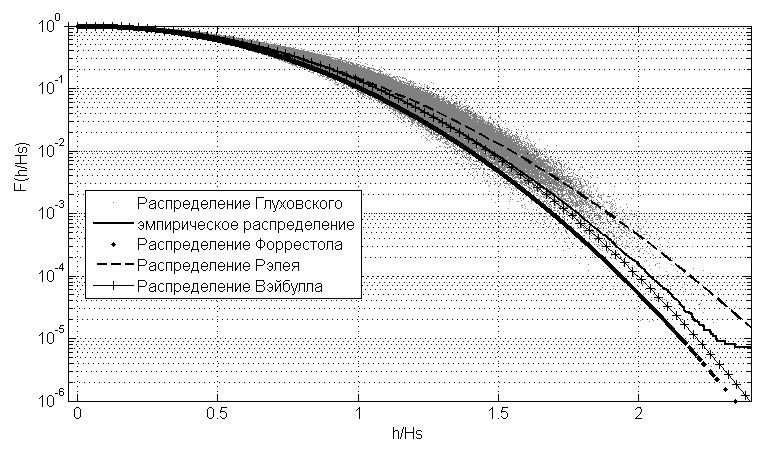 10^0
10^-1
10^-2
10^-3
10^-4
10^-5
10^-6
F(h/Hs)
Распределение Глуховского
эмпирическое распределение
Распределение Форрестола
Распределение Рэлея
Распределение Вэйбулла
0 0.5 1 1.5 2
h/Hs